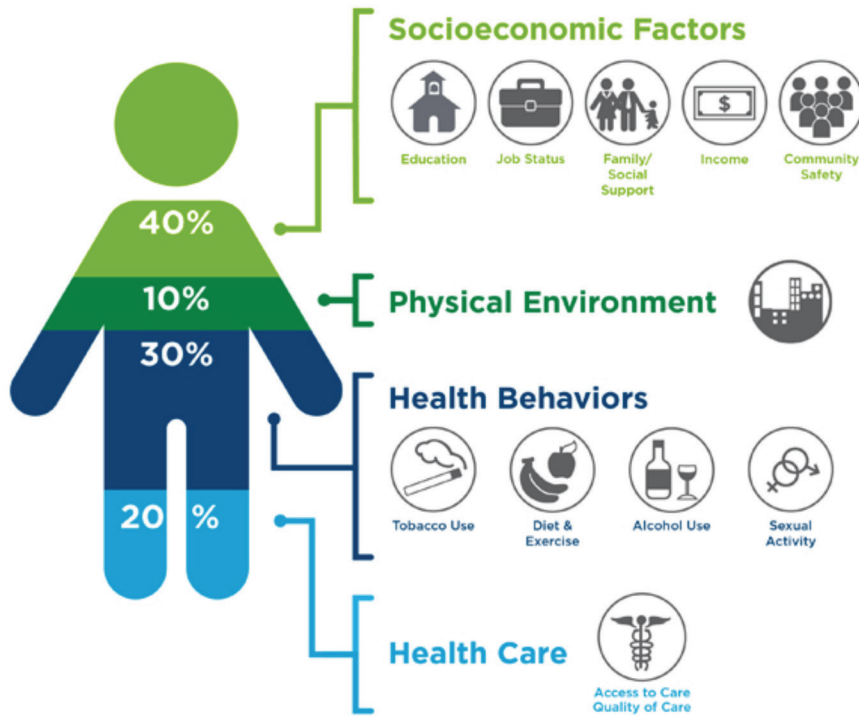 Socioeconomic Factors
$
Education
Job Status
Family/
Social
Support
Income
Community
Safety
40%
10%
Physical Environment
30%
Health Behaviors
Tobacco Use
Diet &
Exercise
Alcohol Use
Sexual
Activity
20 %
Health Care
Access to Care
Quality of Care